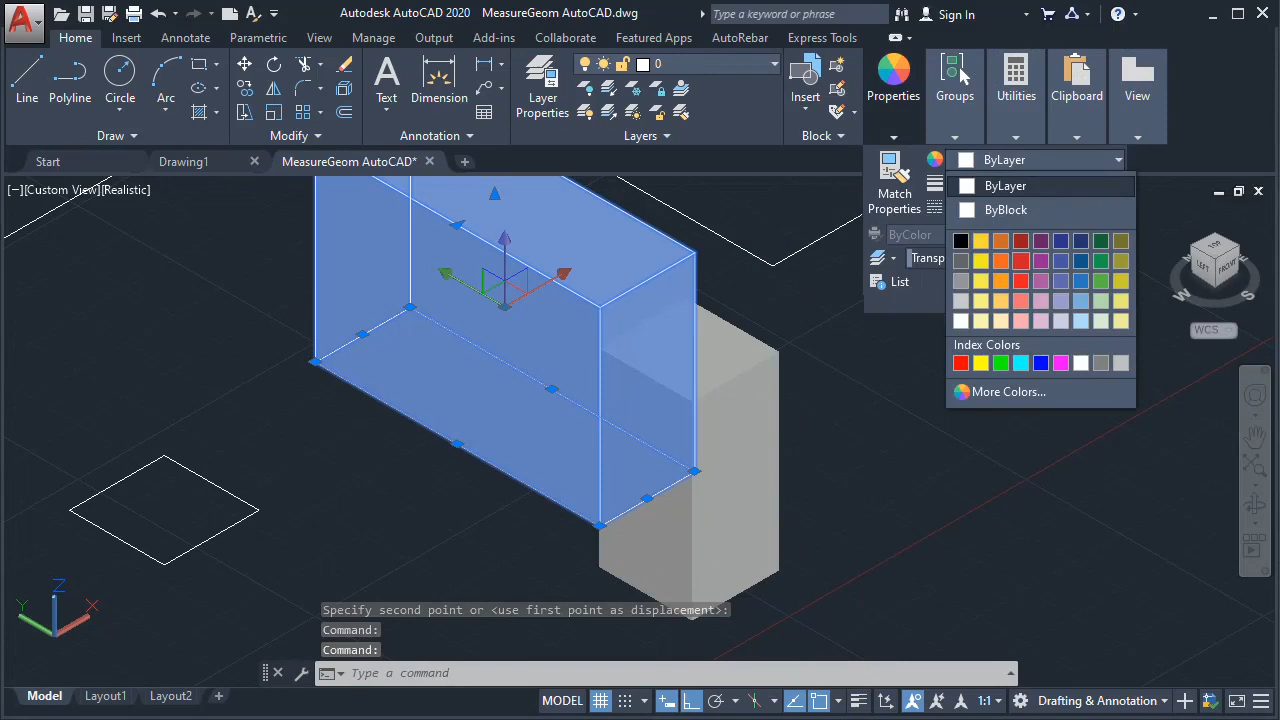 A Autodesk AutoCAD 2020 MeasureGeom AutoCAD.dwg Type a keyword or phrase Sign In
Home Insert Annotate Parametric View Manage Output Add-ins Collaborate Featured Apps AutoRebar Express Tools
0
Line Polyline Circle Arc A Text Dimension Layer Properties Insert Properties Groups Utilities Clipboard View
Draw Modify Annotation Layers Block
Start Drawing1 MeasureGeom AutoCAD*
ByLayer
[−][Custom View][Realistic]
Match Properties
ByLayer
ByBlock
ByColor
Transp
List
TOP
LEFT FRONT
W S
WCS
Index Colors
More Colors...
Z
Y X
Specify second point or <use first point as displacement>:
Command:
Command:
Type a command
Model Layout1 Layout2 MODEL 1:1 Drafting & Annotation